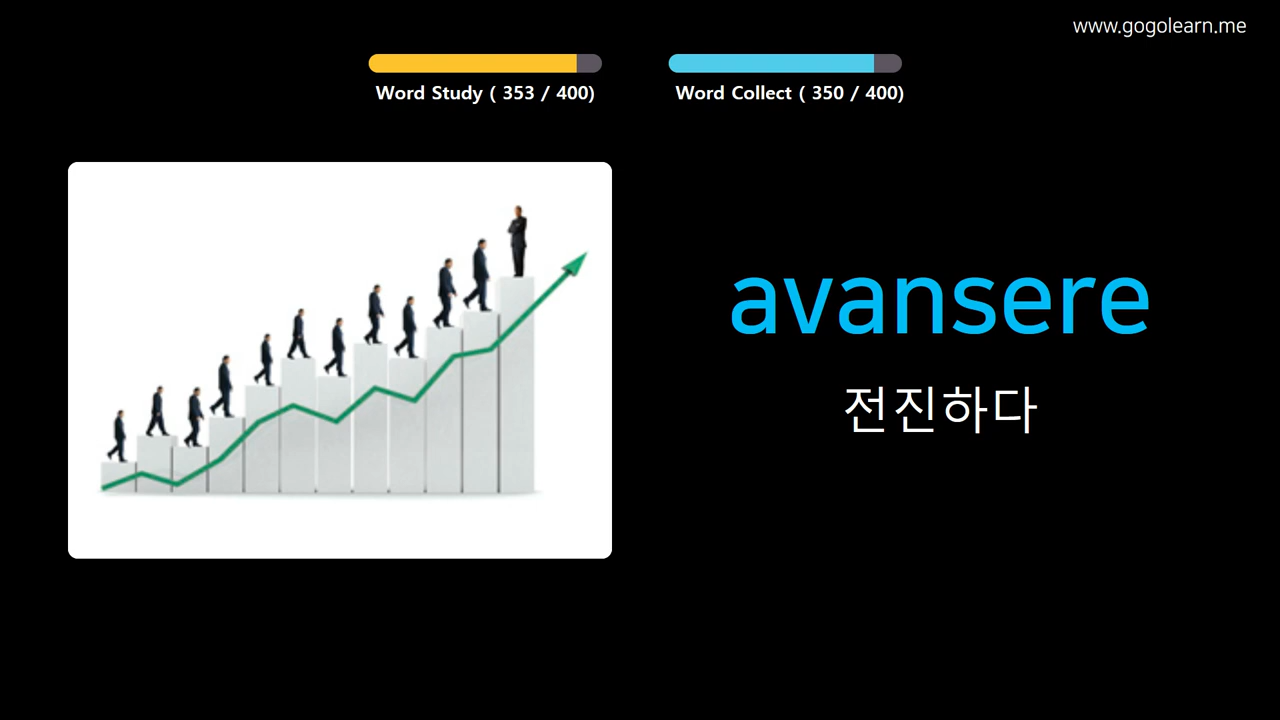 www.gogolearn.me
Word Study ( 353 / 400)
Word Collect ( 350 / 400)
avansere
전진하다